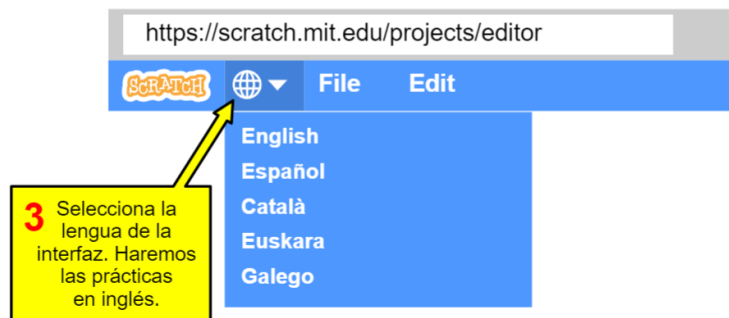 https://scratch.mit.edu/projects/editor
SCRATCH File Edit
English
Español
Català
Euskara
Galego
3 Selecciona la
lengua de la
interfaz. Haremos
las prácticas
en inglés.